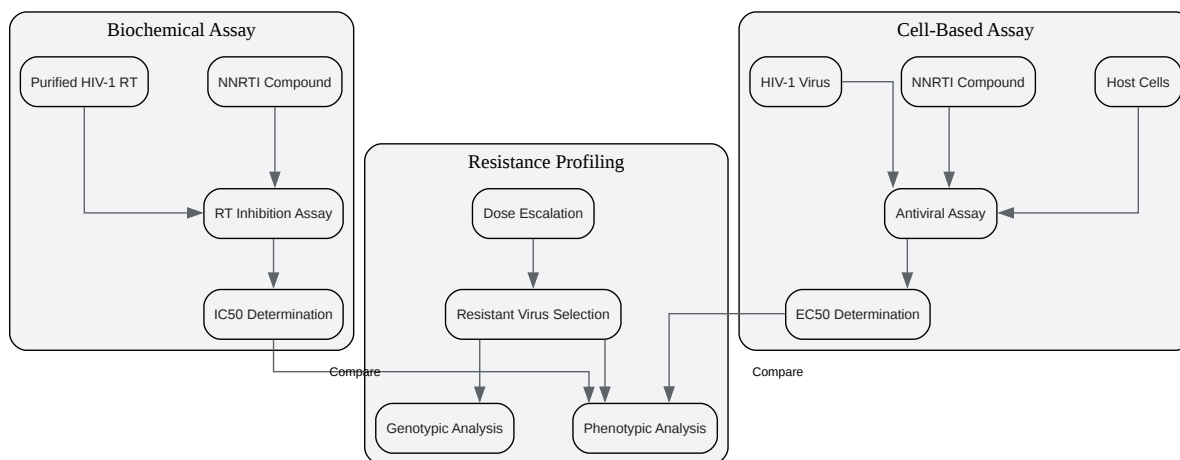 Biochemical Assay
Purified HIV-1 RT
NNRTI Compound
RT Inhibition Assay
IC50 Determination
Compare
Resistance Profiling
Dose Escalation
Resistant Virus Selection
Genotypic Analysis
Phenotypic Analysis
Cell-Based Assay
HIV-1 Virus
NNRTI Compound
Host Cells
Antiviral Assay
EC50 Determination
Compare